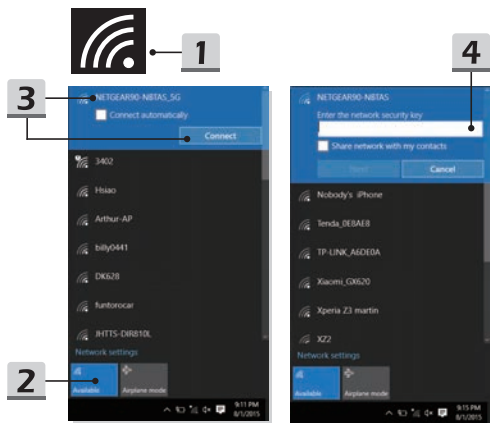 1
3
NETGEAR90-N8TAS_5G
Connect automatically
Connect
3402
Hsiao
Arthur-AP
billy0441
DK628
funtorocar
JHTTS-DIR810L
Network settings
2
Available
Airplane mode
9:11 PM
8/1/2015
4
NETGEAR90-N8TAS
Enter the network security key
Share network with my contacts
Next
Cancel
Nobody's iPhone
Tenda_0E8AE8
TP-LINK_A6DE0A
Xiaomi_GX620
Xperia Z3 martin
XZ2
Network settings
Available
Airplane mode
9:15 PM
8/1/2015